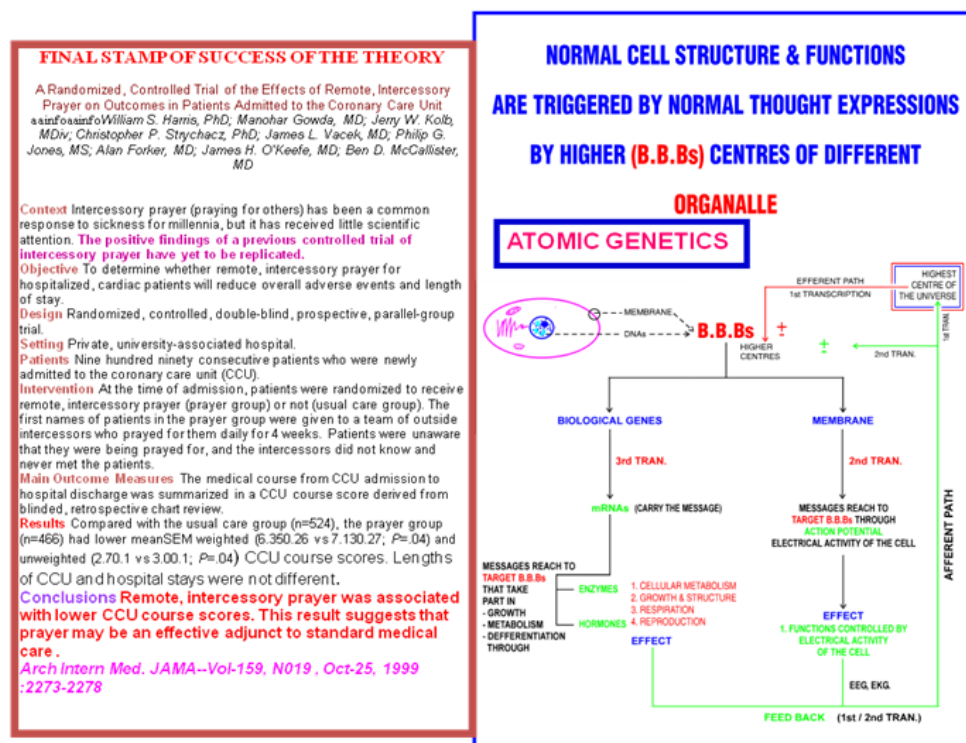 FINAL STAMP OF SUCCESS OF THE THEORY
A Randomized, Controlled Trial of the Effects of Remote, Intercessory
Prayer on Outcomes in Patients Admitted to the Coronary Care Unit
aainfoaainfoWilliam S. Harris, PhD; Manohar Gowda, MD; Jerry W. Kolb,
MDiv; Christopher P. Strychacz, PhD; James L. Vacek, MD; Philip G.
Jones, MS; Alan Forker, MD; James H. O'Keefe, MD; Ben D. McCallister,
MD
Context Intercessory prayer (praying for others) has been a common
response to sickness for millennia, but it has received little scientific
attention. The positive findings of a previous controlled trial of
intercessory prayer have yet to be replicated.
Objective To determine whether remote, intercessory prayer for
hospitalized, cardiac patients will reduce overall adverse events and length
of stay.
Design Randomized, controlled, double-blind, prospective, parallel-group
trial.
Setting Private, university-associated hospital.
Patients Nine hundred ninety consecutive patients who were newly
admitted to the coronary care unit (CCU).
Intervention At the time of admission, patients were randomized to receive
remote, intercessory prayer (prayer group) or not (usual care group). The
first names of patients in the prayer group were given to a team of outside
intercessors who prayed for them daily for 4 weeks. Patients were unaware
that they were being prayed for, and the intercessors did not know and
never met the patients.
Main Outcome Measures The medical course from CCU admission to
hospital discharge was summarized in a CCU course score derived from
blinded, retrospective chart review.
Results Compared with the usual care group (n=524), the prayer group
(n=466) had lower meanSEM weighted (6.350.26 vs 7.130.27; P=.04) and
unweighted (2.70.1 vs 3.00.1; P=.04) CCU course scores. Lengths
of CCU and hospital stays were not different.
Conclusions Remote, intercessory prayer was associated
with lower CCU course scores. This result suggests that
prayer may be an effective adjunct to standard medical
care .
Arch Intern Med. JAMA--Vol-159, N019 , Oct-25, 1999
:2273-2278
NORMAL CELL STRUCTURE & FUNCTIONS
ARE TRIGGERED BY NORMAL THOUGHT EXPRESSIONS
BY HIGHER (B.B.Bs) CENTRES OF DIFFERENT
ORGANALLE
ATOMIC GENETICS
EFFERENT PATH
1st TRANSCRIPTION
HIGHEST
CENTRE OF
THE UNIVERSE
MEMBRANE
DNAs
B.B.Bs ±
HIGHER
CENTRES
±
2nd TRAN.
1st TRAN.
BIOLOGICAL GENES
MEMBRANE
3rd TRAN.
2nd TRAN.
mRNAs (CARRY THE MESSAGE)
MESSAGES REACH TO
TARGET B.B.Bs THROUGH
ACTION POTENTIAL
ELECTRICAL ACTIVITY OF THE CELL
AFFERENT PATH
MESSAGES REACH TO
TARGET B.B.Bs
THAT TAKE
PART IN
- GROWTH
- METABOLISM
- DEFFERENTIATION
THROUGH
ENZYMES
HORMONES
1. CELLULAR METABOLISM
2. GROWTH & STRUCTURE
3. RESPIRATION
4. REPRODUCTION
EFFECT
EFFECT
1. FUNCTIONS CONTROLLED BY
ELECTRICAL ACTIVITY
OF THE CELL
EEG, EKG.
FEED BACK (1st / 2nd TRAN.)